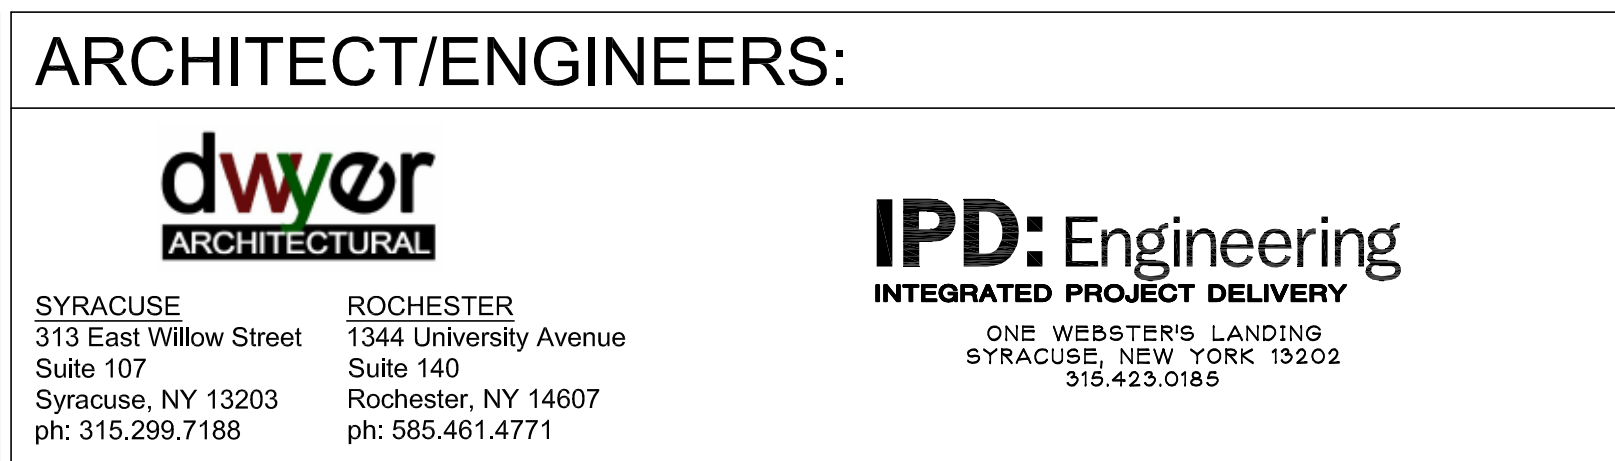 ARCHITECT/ENGINEERS:
dwyer
ARCHITECTURAL
SYRACUSE
313 East Willow Street
Suite 107
Syracuse, NY 13203
ph: 315.299.7188
ROCHESTER
1344 University Avenue
Suite 140
Rochester, NY 14607
ph: 585.461.4771
IPD: Engineering
INTEGRATED PROJECT DELIVERY
ONE WEBSTER'S LANDING
SYRACUSE, NEW YORK 13202
315.423.0185